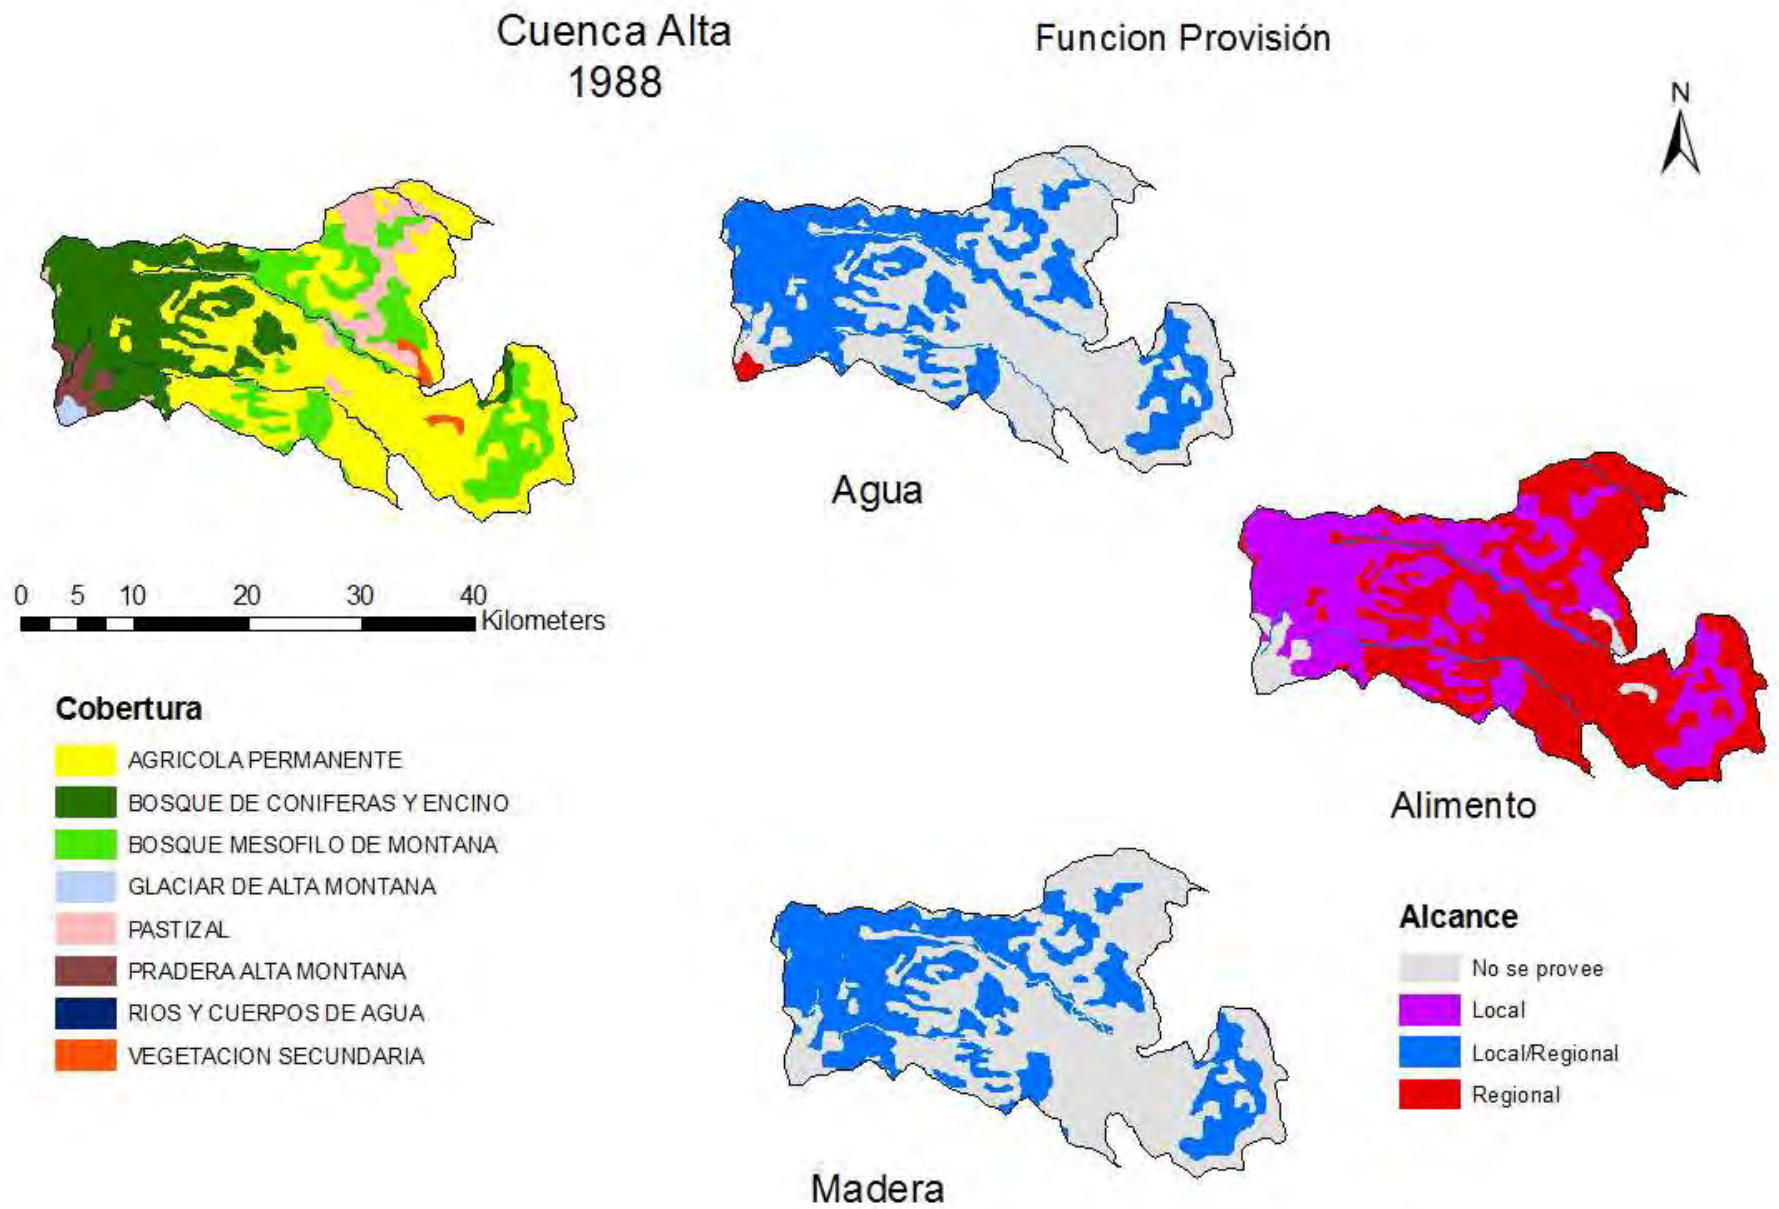 Cuenca Alta
1988
Funcion Provisión
N
Agua
0 5 10 20 30 40
Kilometers
Cobertura
AGRICOLA PERMANENTE
BOSQUE DE CONIFERAS Y ENCINO
BOSQUE MESOFILO DE MONTANA
GLACIAR DE ALTA MONTANA
PASTIZAL
PRADERA ALTA MONTANA
RIOS Y CUERPOS DE AGUA
VEGETACION SECUNDARIA
Alimento
Alcance
No se provee
Local
Local/Regional
Regional
Madera